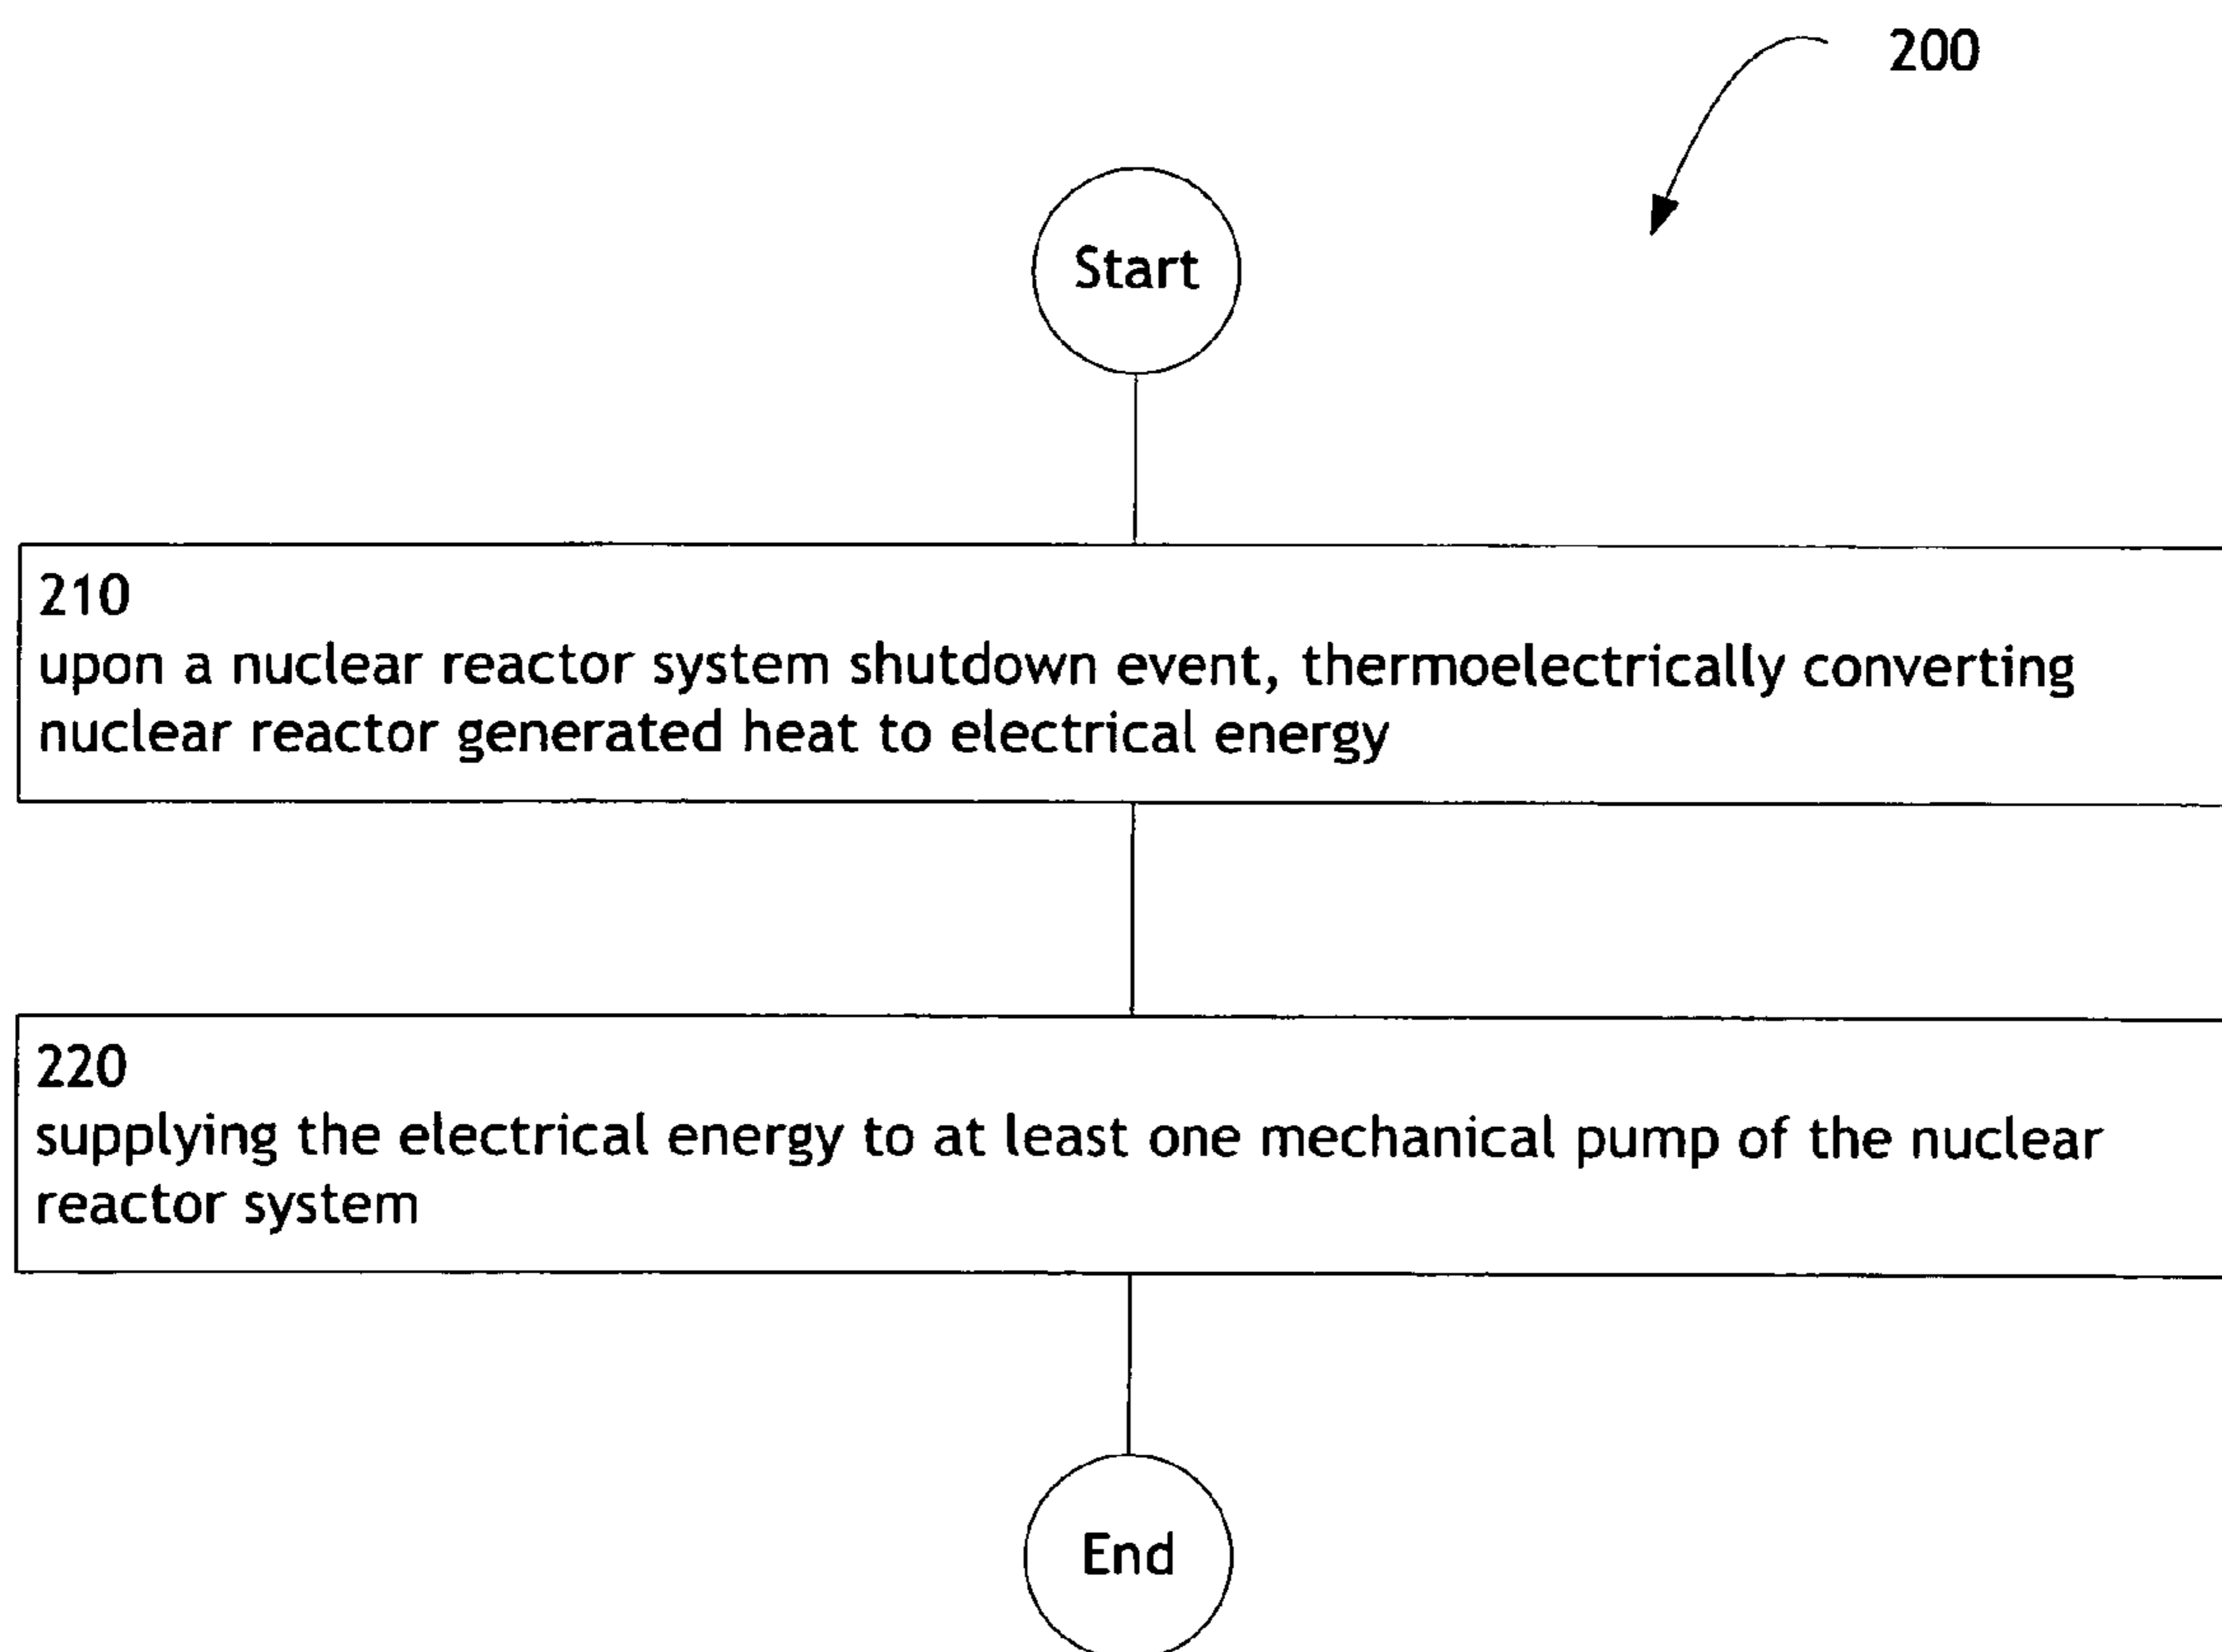 200
Start
210
upon a nuclear reactor system shutdown event, thermoelectrically converting
nuclear reactor generated heat to electrical energy
220
supplying the electrical energy to at least one mechanical pump of the nuclear
reactor system
End